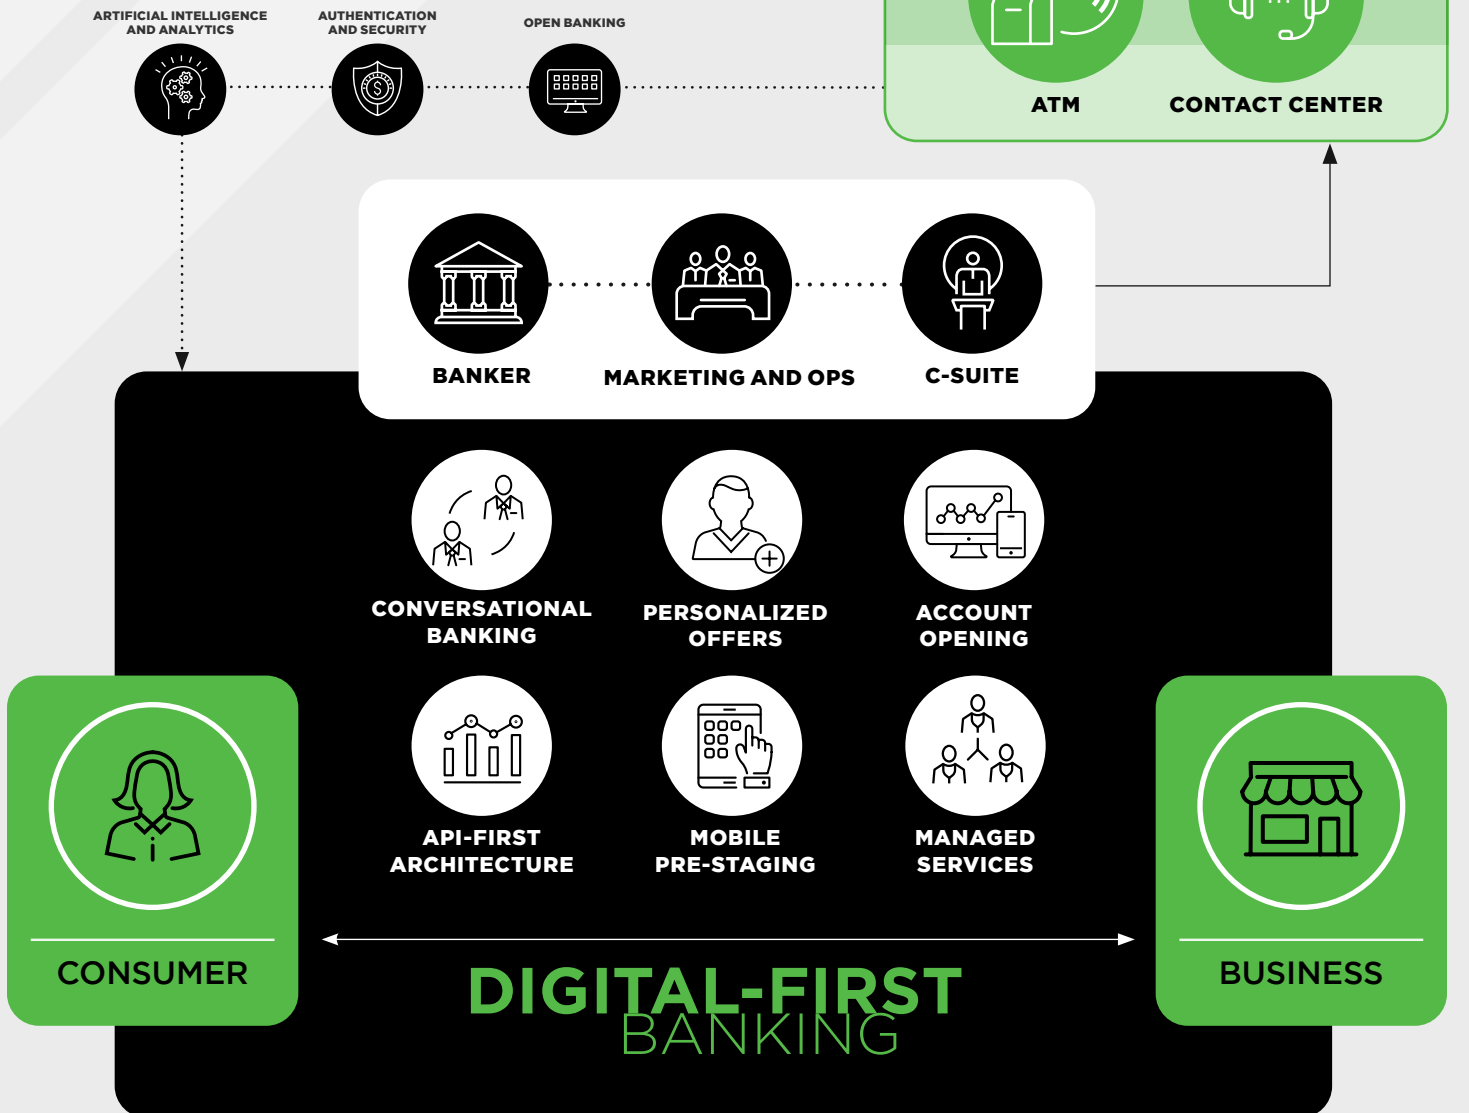 ARTIFICIAL INTELLIGENCE
AND ANALYTICS
AUTHENTICATION
AND SECURITY
OPEN BANKING
ATM
CONTACT CENTER
BANKER
MARKETING AND OPS
C-SUITE
CONVERSATIONAL
BANKING
PERSONALIZED
OFFERS
ACCOUNT
OPENING
API-FIRST
ARCHITECTURE
MOBILE
PRE-STAGING
MANAGED
SERVICES
CONSUMER
BUSINESS
DIGITAL-FIRST
BANKING